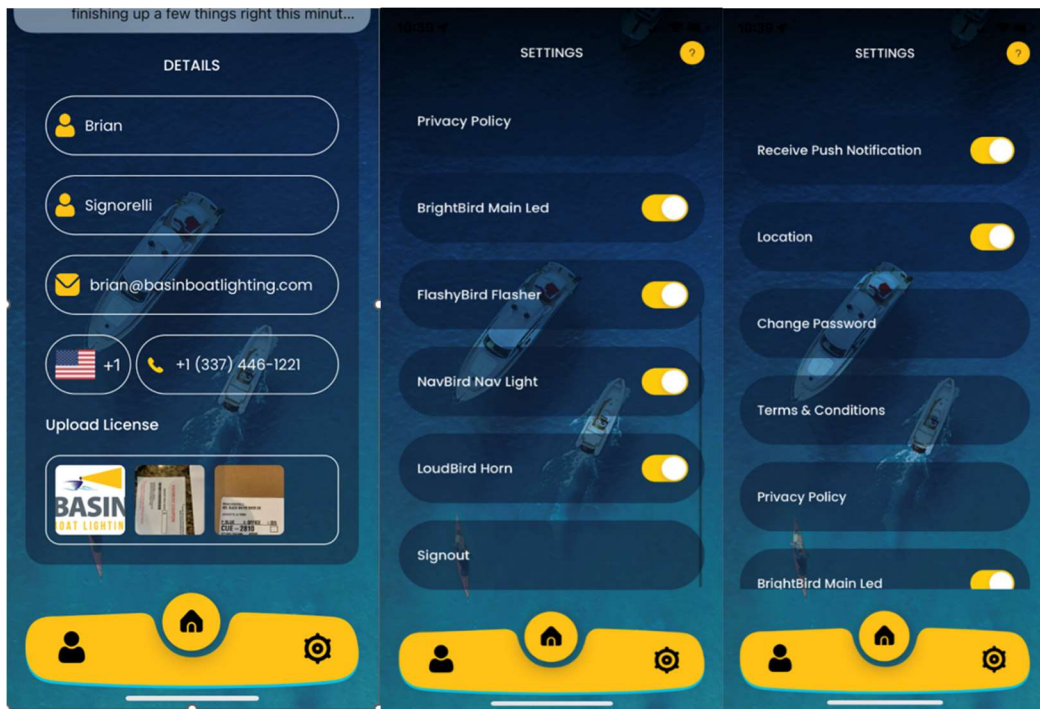 finishing up a few things right this minut...
DETAILS
Brian
Signorelli
brian@basinboatlighting.com
+1
+1 (337) 446-1221
Upload License
BASIN
OAT LIGHTIN
CUE-2810
SETTINGS
?
Privacy Policy
BrightBird Main Led
FlashyBird Flasher
NavBird Nav Light
LoudBird Horn
Signout
SETTINGS
?
Receive Push Notification
Location
Change Password
Terms & Conditions
Privacy Policy
BrightBird Main Led